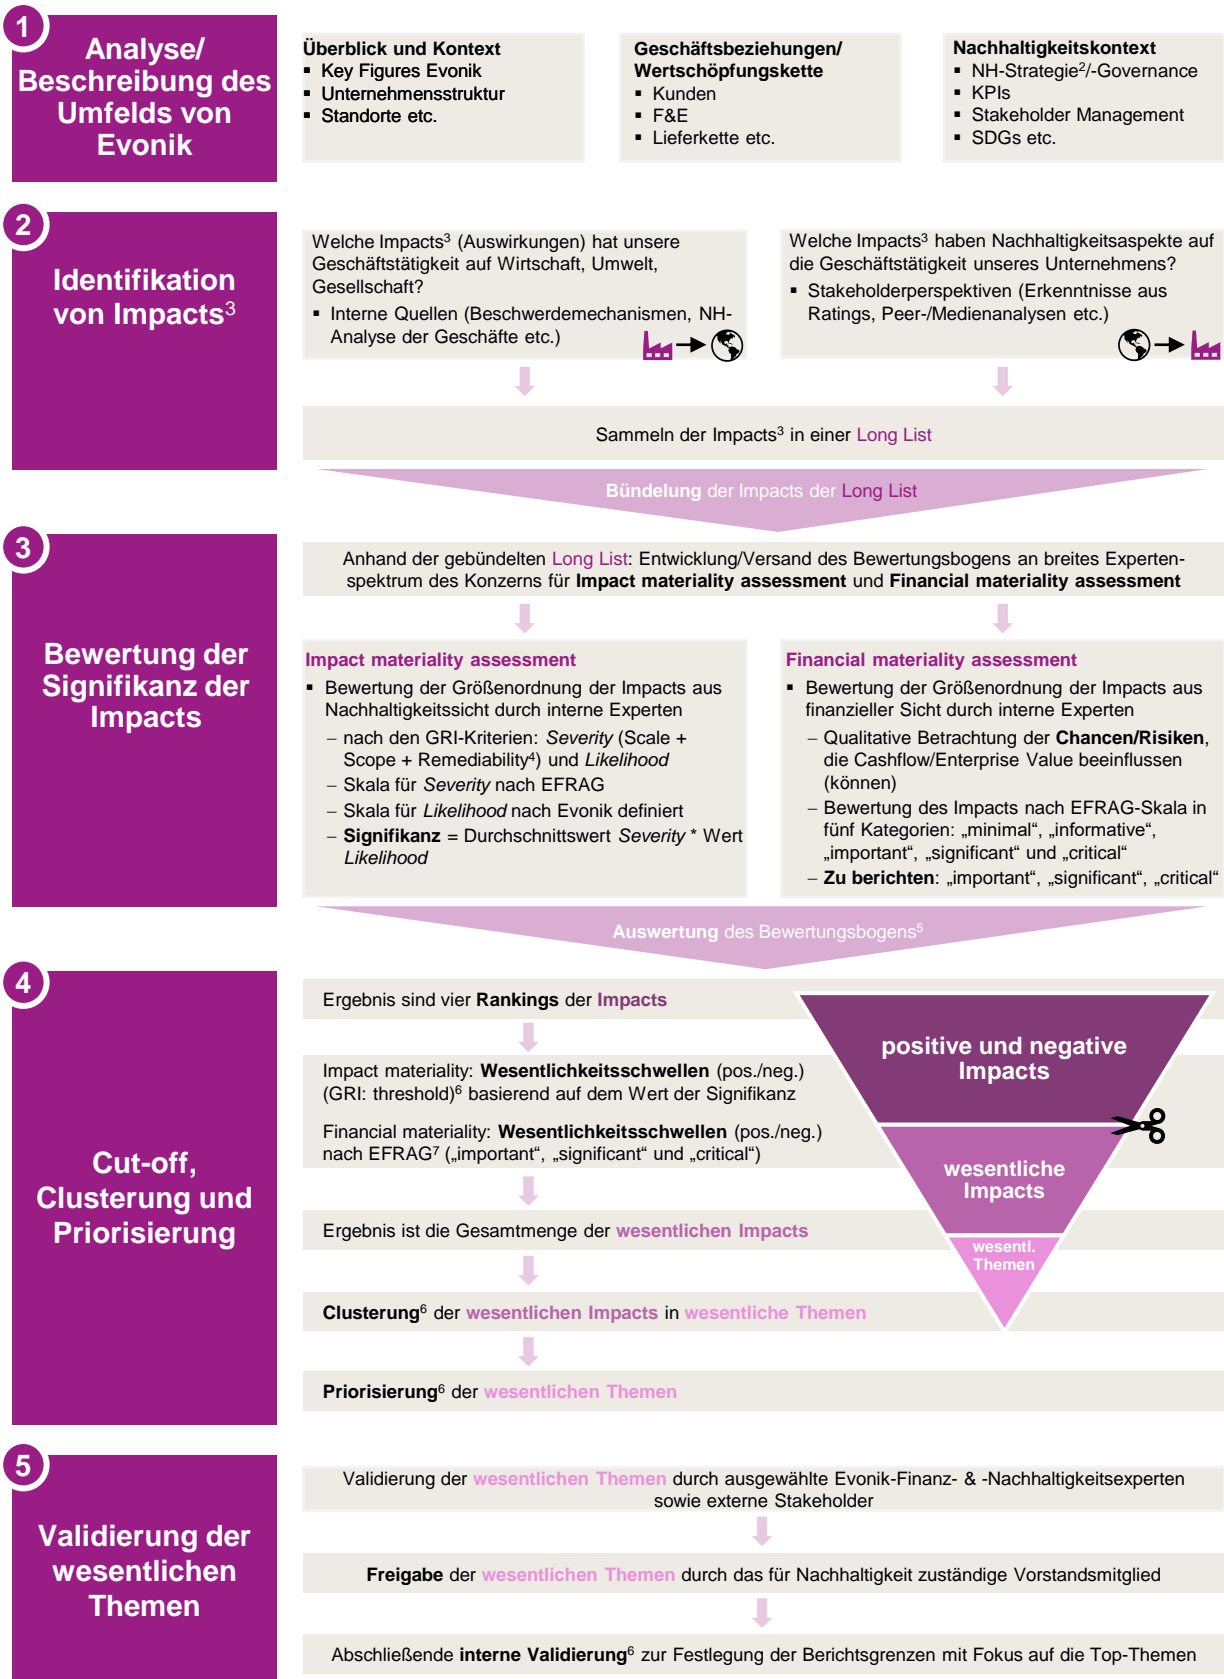 1
Analyse/
Beschreibung des
Umfelds von
Evonik
Überblick und Kontext
▪ Key Figures Evonik
▪ Unternehmensstruktur
▪ Standorte etc.
Geschäftsbeziehungen/
Wertschöpfungskette
▪ Kunden
▪ F&E
▪ Lieferkette etc.
Nachhaltigkeitskontext
▪ NH-Strategie²/-Governance
▪ KPIs
▪ Stakeholder Management
▪ SDGs etc.
2
Identifikation
von Impacts³
Welche Impacts³ (Auswirkungen) hat unsere
Geschäftstätigkeit auf Wirtschaft, Umwelt,
Gesellschaft?
▪ Interne Quellen (Beschwerdemechanismen, NH-
Analyse der Geschäfte etc.)
Welche Impacts³ haben Nachhaltigkeitsaspekte auf
die Geschäftstätigkeit unseres Unternehmens?
▪ Stakeholderperspektiven (Erkenntnisse aus
Ratings, Peer-/Medienanalysen etc.)
Sammeln der Impacts³ in einer Long List
Bündelung der Impacts der Long List
3
Bewertung der
Signifikanz der
Impacts
Anhand der gebündelten Long List: Entwicklung/Versand des Bewertungsbogens an breites Experten-
spektrum des Konzerns für Impact materiality assessment und Financial materiality assessment
Impact materiality assessment
▪ Bewertung der Größenordnung der Impacts aus
Nachhaltigkeitssicht durch interne Experten
– nach den GRI-Kriterien: Severity (Scale +
Scope + Remediability⁴) und Likelihood
– Skala für Severity nach EFRAG
– Skala für Likelihood nach Evonik definiert
– Signifikanz = Durchschnittswert Severity * Wert
Likelihood
Financial materiality assessment
▪ Bewertung der Größenordnung der Impacts aus
finanzieller Sicht durch interne Experten
– Qualitative Betrachtung der Chancen/Risiken,
die Cashflow/Enterprise Value beeinflussen
(können)
– Bewertung des Impacts nach EFRAG-Skala in
fünf Kategorien: „minimal“, „informative“,
„important“, „significant“ und „critical“
– Zu berichten: „important“, „significant“, „critical“
Auswertung des Bewertungsbogens⁵
4
Cut-off,
Clusterung und
Priorisierung
Ergebnis sind vier Rankings der Impacts
Impact materiality: Wesentlichkeitsschwellen (pos./neg.)
(GRI: threshold)⁶ basierend auf dem Wert der Signifikanz
Financial materiality: Wesentlichkeitsschwellen (pos./neg.)
nach EFRAG⁷ („important“, „significant“ und „critical“)
Ergebnis ist die Gesamtmenge der wesentlichen Impacts
Clusterung⁶ der wesentlichen Impacts in wesentliche Themen
Priorisierung⁶ der wesentlichen Themen
positive und negative
Impacts
wesentliche
Impacts
wesentl.
Themen
5
Validierung der
wesentlichen
Themen
Validierung der wesentlichen Themen durch ausgewählte Evonik-Finanz- & -Nachhaltigkeitsexperten
sowie externe Stakeholder
Freigabe der wesentlichen Themen durch das für Nachhaltigkeit zuständige Vorstandsmitglied
Abschließende interne Validierung⁶ zur Festlegung der Berichtsgrenzen mit Fokus auf die Top-Themen